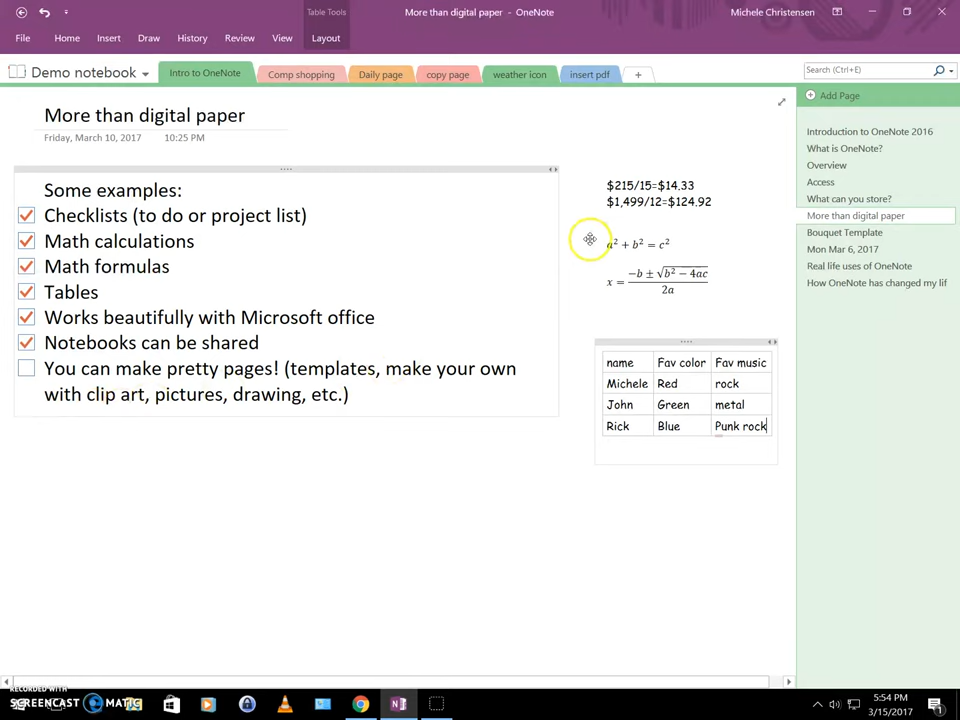 Table Tools
More than digital paper - OneNote
Michele Christensen
File Home Insert Draw History Review View Layout
Demo notebook
Intro to OneNote Comp shopping Daily page copy page weather icon insert pdf +
Search (Ctrl+E)
More than digital paper
Friday, March 10, 2017 10:25 PM
Some examples:
Checklists (to do or project list)
Math calculations
Math formulas
Tables
Works beautifully with Microsoft office
Notebooks can be shared
You can make pretty pages! (templates, make your own
with clip art, pictures, drawing, etc.)
$215/15=$14.33
$1,499/12=$124.92
a² + b² = c²
x = (-b ± √(b² − 4ac)) / 2a
name Fav color Fav music
Michele Red rock
John Green metal
Rick Blue Punk rock
Add Page
Introduction to OneNote 2016
What is OneNote?
Overview
Access
What can you store?
More than digital paper
Bouquet Template
Mon Mar 6, 2017
Real life uses of OneNote
How OneNote has changed my lif
RECORDED WITH
SCREENCAST MATIC
5:54 PM
3/15/2017
1